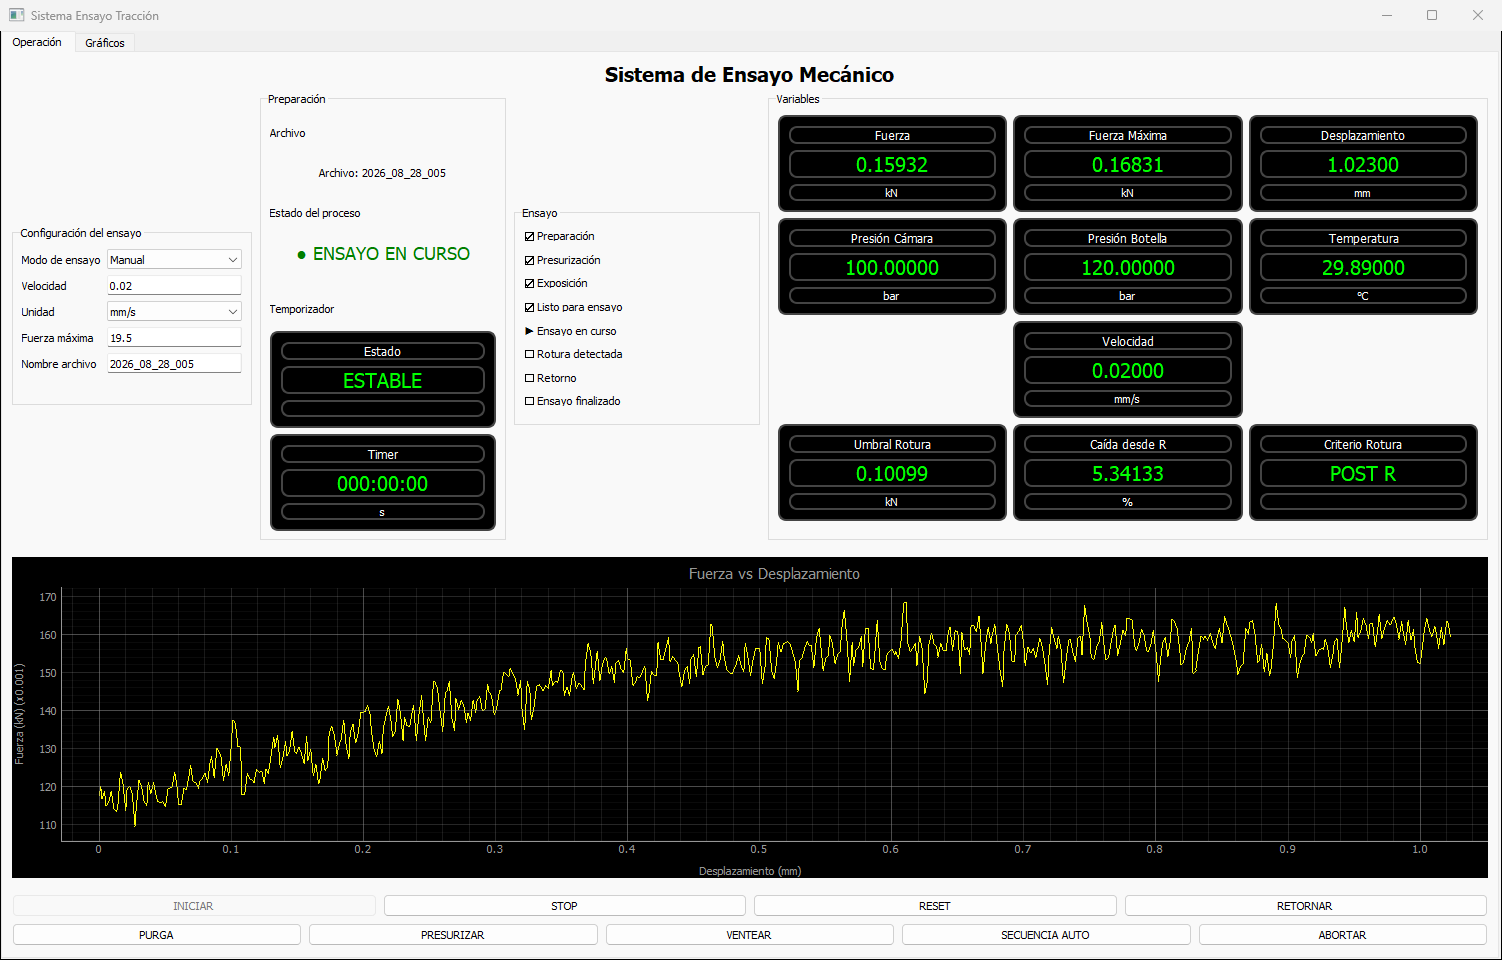 Sistema Ensayo Tracción
Operación
Gráficos
Sistema de Ensayo Mecánico
Configuración del ensayo
Modo de ensayo
Manual
Velocidad
0.02
Unidad
mm/s
Fuerza máxima
19.5
Nombre archivo
2026_08_28_005
Preparación
Archivo
Archivo: 2026_08_28_005
Estado del proceso
● ENSAYO EN CURSO
Temporizador
Estado
ESTABLE
Timer
000:00:00
s
Ensayo
Preparación
Presurización
Exposición
Listo para ensayo
Ensayo en curso
Rotura detectada
Retorno
Ensayo finalizado
Variables
Fuerza
0.15932
kN
Fuerza Máxima
0.16831
kN
Desplazamiento
1.02300
mm
Presión Cámara
100.00000
bar
Presión Botella
120.00000
bar
Temperatura
29.89000
°C
Velocidad
0.02000
mm/s
Umbral Rotura
0.10099
kN
Caída desde R
5.34133
%
Criterio Rotura
POST R
Fuerza vs Desplazamiento
Fuerza (kN) (x0.001)
170
160
150
140
130
120
110
0 0.1 0.2 0.3 0.4 0.5 0.6 0.7 0.8 0.9 1.0
Desplazamiento (mm)
INICIAR
STOP
RESET
RETORNAR
PURGA
PRESURIZAR
VENTEAR
SECUENCIA AUTO
ABORTAR